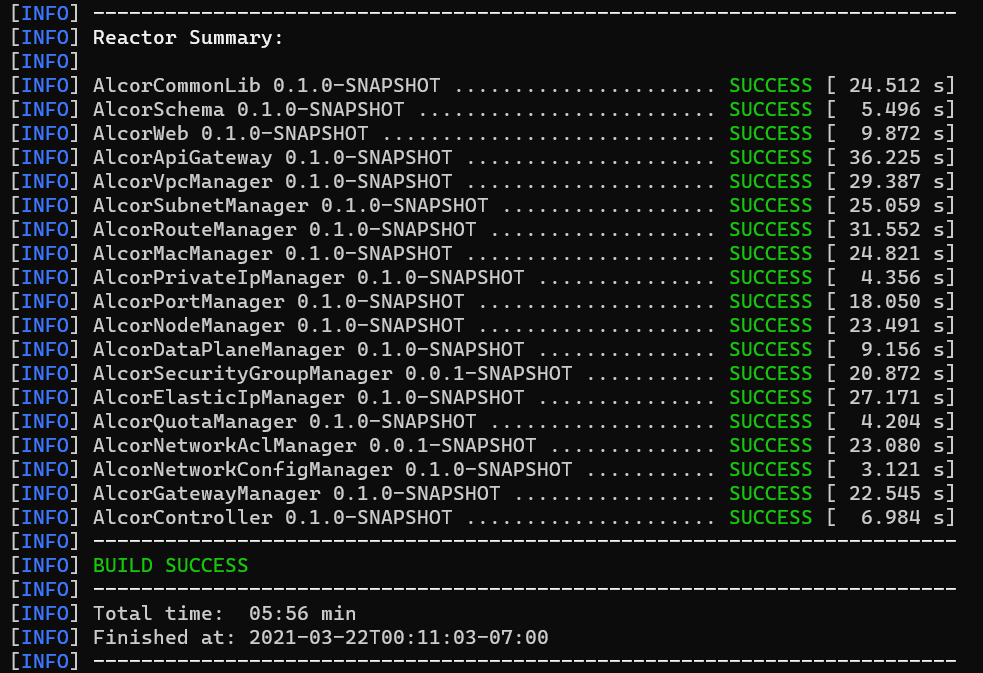 [INFO] ------------------------------------------------------------------------
[INFO] Reactor Summary:
[INFO]
[INFO] AlcorCommonLib 0.1.0-SNAPSHOT ...................... SUCCESS [ 24.512 s]
[INFO] AlcorSchema 0.1.0-SNAPSHOT ......................... SUCCESS [  5.496 s]
[INFO] AlcorWeb 0.1.0-SNAPSHOT ............................ SUCCESS [  9.872 s]
[INFO] AlcorApiGateway 0.1.0-SNAPSHOT ..................... SUCCESS [ 36.225 s]
[INFO] AlcorVpcManager 0.1.0-SNAPSHOT ..................... SUCCESS [ 29.387 s]
[INFO] AlcorSubnetManager 0.1.0-SNAPSHOT .................. SUCCESS [ 25.059 s]
[INFO] AlcorRouteManager 0.1.0-SNAPSHOT ................... SUCCESS [ 31.552 s]
[INFO] AlcorMacManager 0.1.0-SNAPSHOT ..................... SUCCESS [ 24.821 s]
[INFO] AlcorPrivateIpManager 0.1.0-SNAPSHOT ............... SUCCESS [  4.356 s]
[INFO] AlcorPortManager 0.1.0-SNAPSHOT .................... SUCCESS [ 18.050 s]
[INFO] AlcorNodeManager 0.1.0-SNAPSHOT .................... SUCCESS [ 23.491 s]
[INFO] AlcorDataPlaneManager 0.1.0-SNAPSHOT ............... SUCCESS [  9.156 s]
[INFO] AlcorSecurityGroupManager 0.0.1-SNAPSHOT ........... SUCCESS [ 20.872 s]
[INFO] AlcorElasticIpManager 0.1.0-SNAPSHOT ............... SUCCESS [ 27.171 s]
[INFO] AlcorQuotaManager 0.1.0-SNAPSHOT ................... SUCCESS [  4.204 s]
[INFO] AlcorNetworkAclManager 0.0.1-SNAPSHOT .............. SUCCESS [ 23.080 s]
[INFO] AlcorNetworkConfigManager 0.1.0-SNAPSHOT ........... SUCCESS [  3.121 s]
[INFO] AlcorGatewayManager 0.1.0-SNAPSHOT ................. SUCCESS [ 22.545 s]
[INFO] AlcorController 0.1.0-SNAPSHOT ..................... SUCCESS [  6.984 s]
[INFO] ------------------------------------------------------------------------
[INFO] BUILD SUCCESS
[INFO] ------------------------------------------------------------------------
[INFO] Total time:  05:56 min
[INFO] Finished at: 2021-03-22T00:11:03-07:00
[INFO] ------------------------------------------------------------------------